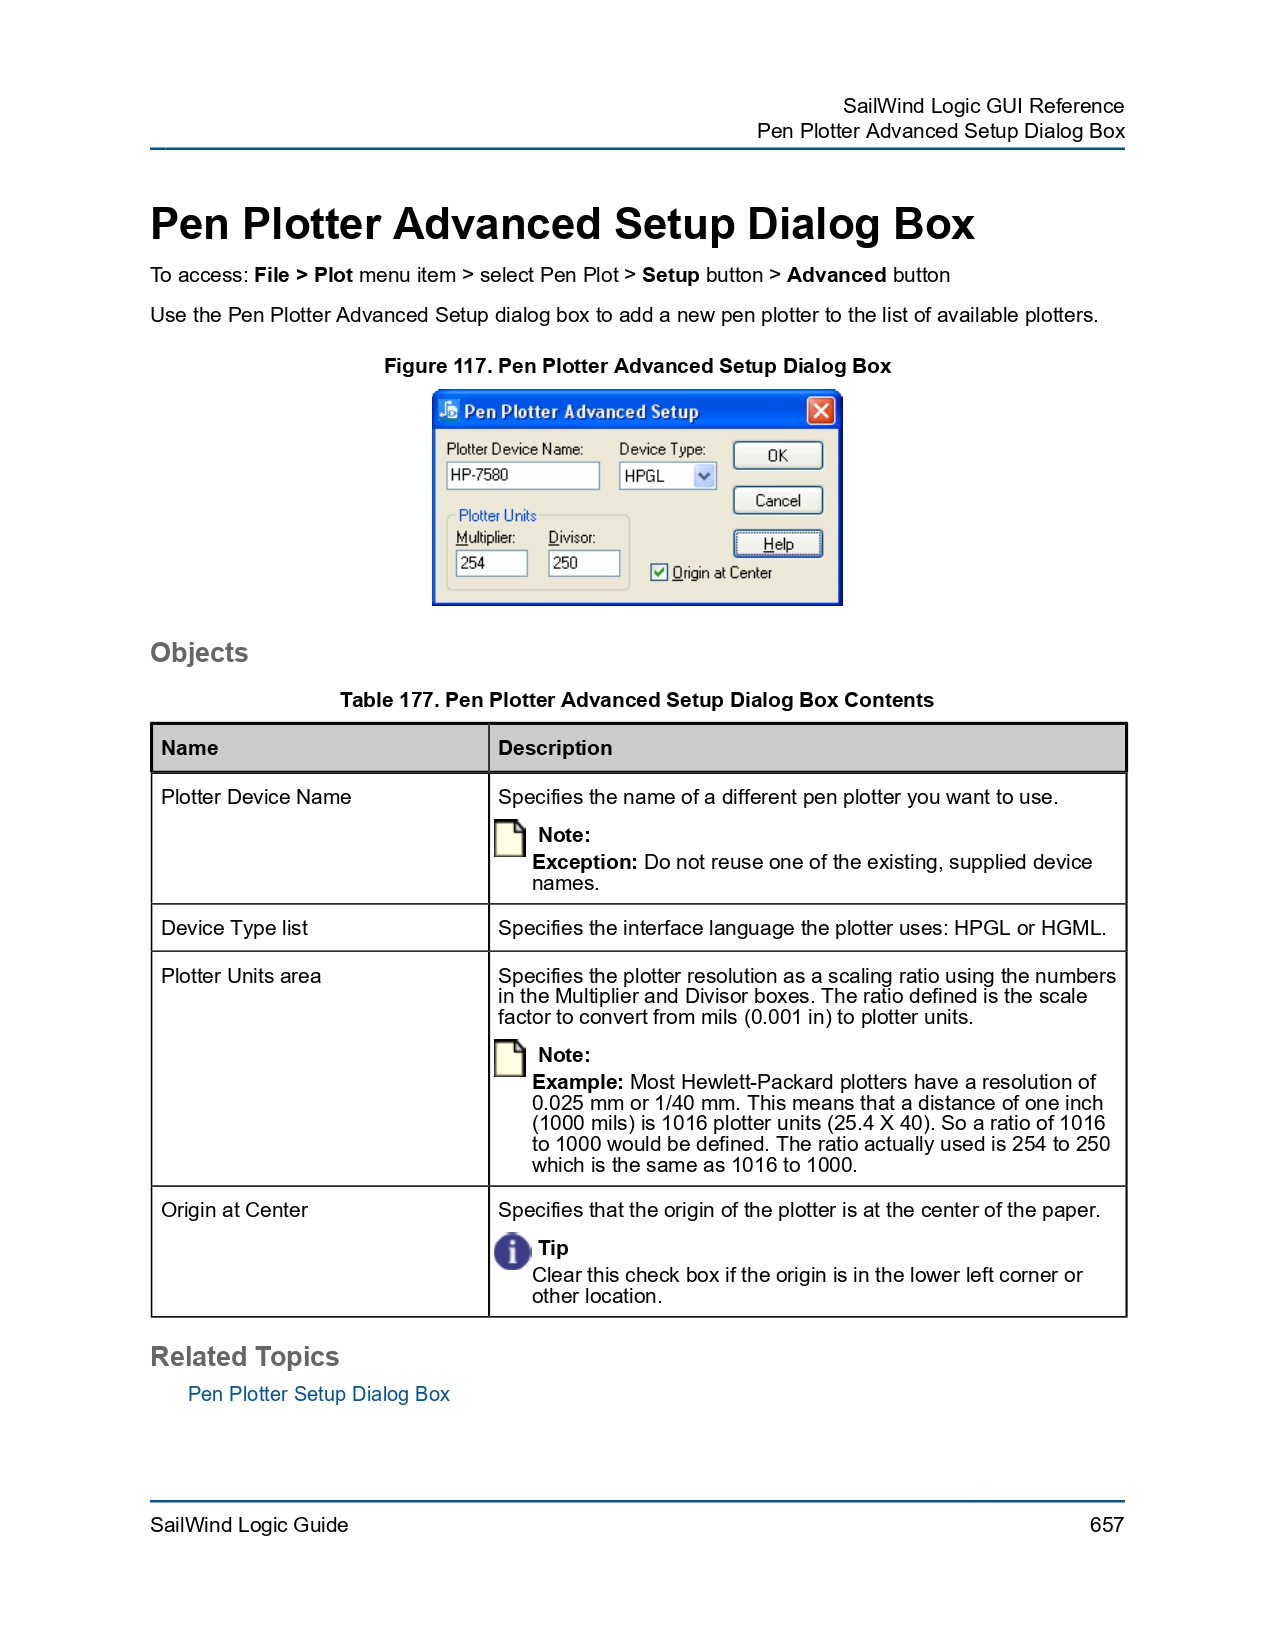 SailWind Logic GUI Reference
Pen Plotter Advanced Setup Dialog Box
Pen Plotter Advanced Setup Dialog Box
To access: File > Plot menu item > select Pen Plot > Setup button > Advanced button
Use the Pen Plotter Advanced Setup dialog box to add a new pen plotter to the list of available plotters.
Figure 117. Pen Plotter Advanced Setup Dialog Box
Pen Plotter Advanced Setup
Plotter Device Name:
Device Type:
OK
HP-7580
HPGL
Cancel
Plotter Units
Multiplier:
Divisor:
Help
254
250
Origin at Center
Objects
Table 177. Pen Plotter Advanced Setup Dialog Box Contents
Name
Description
Plotter Device Name
Specifies the name of a different pen plotter you want to use.
Note:
Exception: Do not reuse one of the existing, supplied device
names.
Device Type list
Specifies the interface language the plotter uses: HPGL or HGML.
Plotter Units area
Specifies the plotter resolution as a scaling ratio using the numbers
in the Multiplier and Divisor boxes. The ratio defined is the scale
factor to convert from mils (0.001 in) to plotter units.
Note:
Example: Most Hewlett-Packard plotters have a resolution of
0.025 mm or 1/40 mm. This means that a distance of one inch
(1000 mils) is 1016 plotter units (25.4 X 40). So a ratio of 1016
to 1000 would be defined. The ratio actually used is 254 to 250
which is the same as 1016 to 1000.
Origin at Center
Specifies that the origin of the plotter is at the center of the paper.
Tip
Clear this check box if the origin is in the lower left corner or
other location.
Related Topics
Pen Plotter Setup Dialog Box
SailWind Logic Guide
657